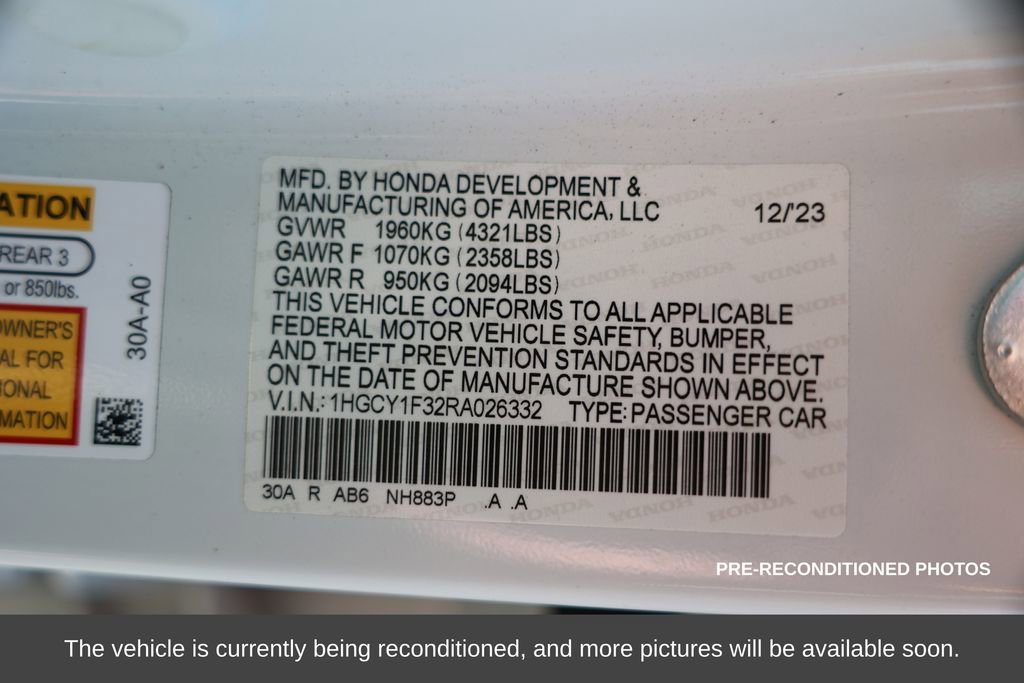 ATION
REAR 3
or 850lbs.
OWNER'S
AL FOR
IONAL
MATION
30A-A0
MFD. BY HONDA DEVELOPMENT &
MANUFACTURING OF AMERICA, LLC 12/'23
GVWR 1960KG (4321LBS)
GAWR F 1070KG (2358LBS)
GAWR R 950KG (2094LBS)
THIS VEHICLE CONFORMS TO ALL APPLICABLE
FEDERAL MOTOR VEHICLE SAFETY, BUMPER,
AND THEFT PREVENTION STANDARDS IN EFFECT
ON THE DATE OF MANUFACTURE SHOWN ABOVE.
V.I.N.: 1HGCY1F32RA026332 TYPE: PASSENGER CAR
30A R AB6 NH883P .A .A
PRE-RECONDITIONED PHOTOS
The vehicle is currently being reconditioned, and more pictures will be available soon.